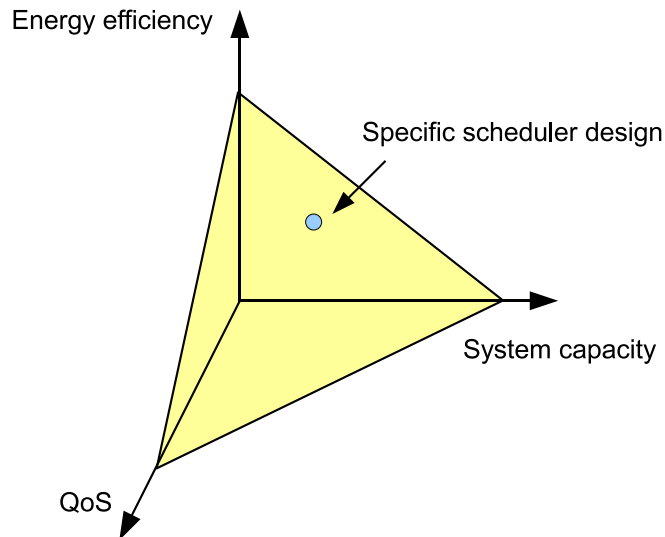 Energy efficiency
Specific scheduler design
System capacity
QoS